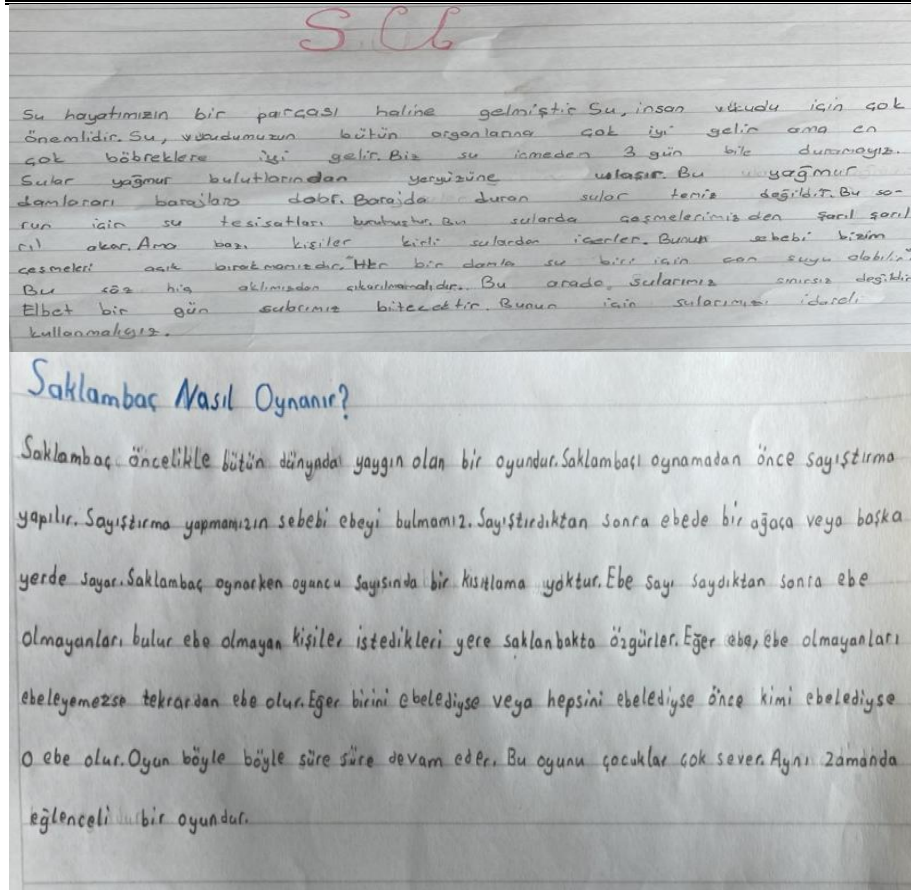 Su
Su hayatımızın bir parçası haline gelmiştir Su, insan vücudu için çok
önemlidir. Su, vücudumuzun bütün organlarına çok iyi gelir ama en
çok böbreklere iyi gelir. Biz su içmeden 3 gün bile duramayız.
Sular yağmur bulutlarından yeryüzüne ulaşır. Bu yağmur
damlaları barajlara dolar. Barajda duran sular temiz değildir. Bu so-
run için su tesisatları Bu sularda çeşmelerimizden şarıl şarıl
rıl akar. Ama bazı kişiler kirli sulardan içerler. Bunun sebebi bizim
çeşmeleri açık bırakmamızdır. "Her bir damla su biri için can suyu olabilir"
Bu söz hiç aklımızdan çıkarılmamalıdır. Bu arada, sularımız sınırsız değildir
Elbet bir gün sularımız bitecektir. Bunun için sularımızı idareli
kullanmalıyız.
Saklambaç Nasıl Oynanır?
Saklambaç öncelikle bütün dünyada yaygın olan bir oyundur. Saklambaçı oynamadan önce sayıştırma
yapılır. Sayıştırma yapmamızın sebebi ebeyi bulmamız. Sayıştırdıktan sonra ebede bir ağaça veya başka
yerde sayar. Saklambaç oynarken oyuncu sayısında bir kısıtlama yoktur. Ebe sayı saydıktan sonra ebe
olmayanları bulur ebe olmayan kişiler istedikleri yere saklanbakta özgürler. Eğer ebe, ebe olmayanları
ebeleyemezse tekrardan ebe olur. Eğer birini ebelediyse veya hepsini ebelediyse önce kimi ebelediyse
o ebe olur. Oyun böyle böyle süre süre devam eder. Bu oyunu çocuklar çok sever. Aynı zamanda
eğlenceli bir oyundur.